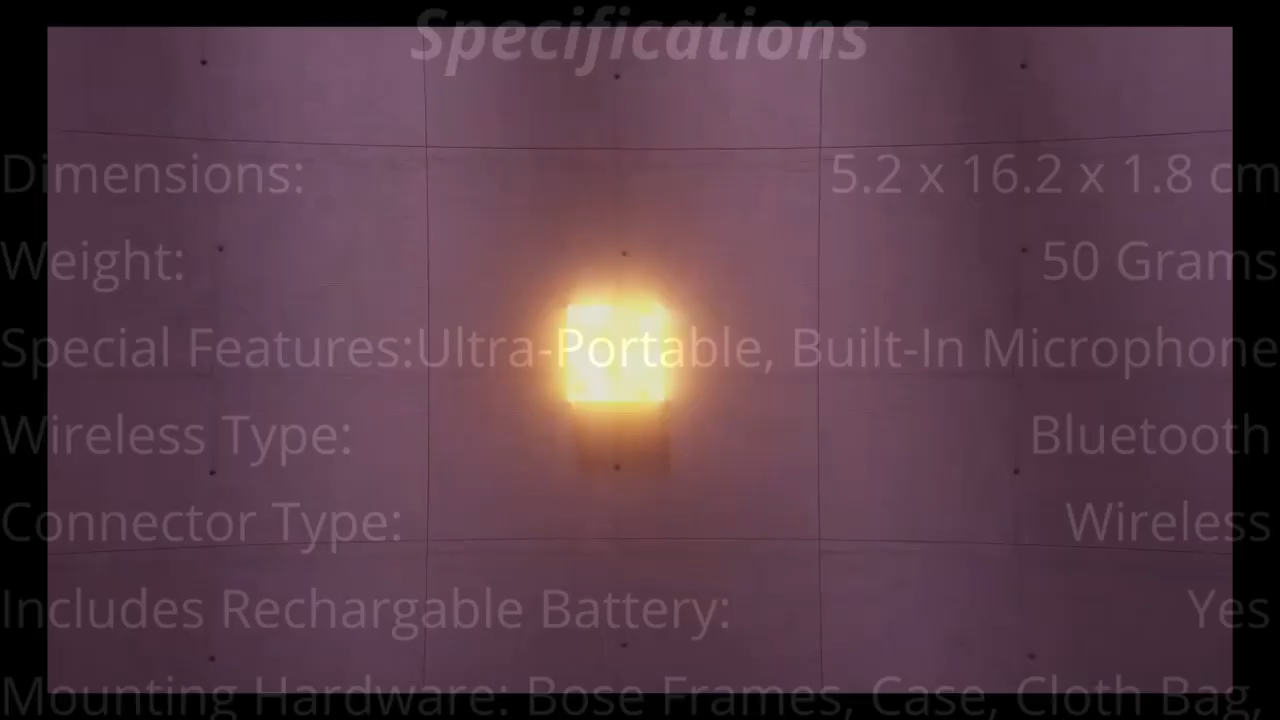 Specifications
Dimensions: 5.2 x 16.2 x 1.8 cm
Weight: 50 Grams
Special Features:Ultra-Portable, Built-In Microphone
Wireless Type: Bluetooth
Connector Type: Wireless
Includes Rechargable Battery: Yes
Mounting Hardware: Bose Frames, Case, Cloth Bag,